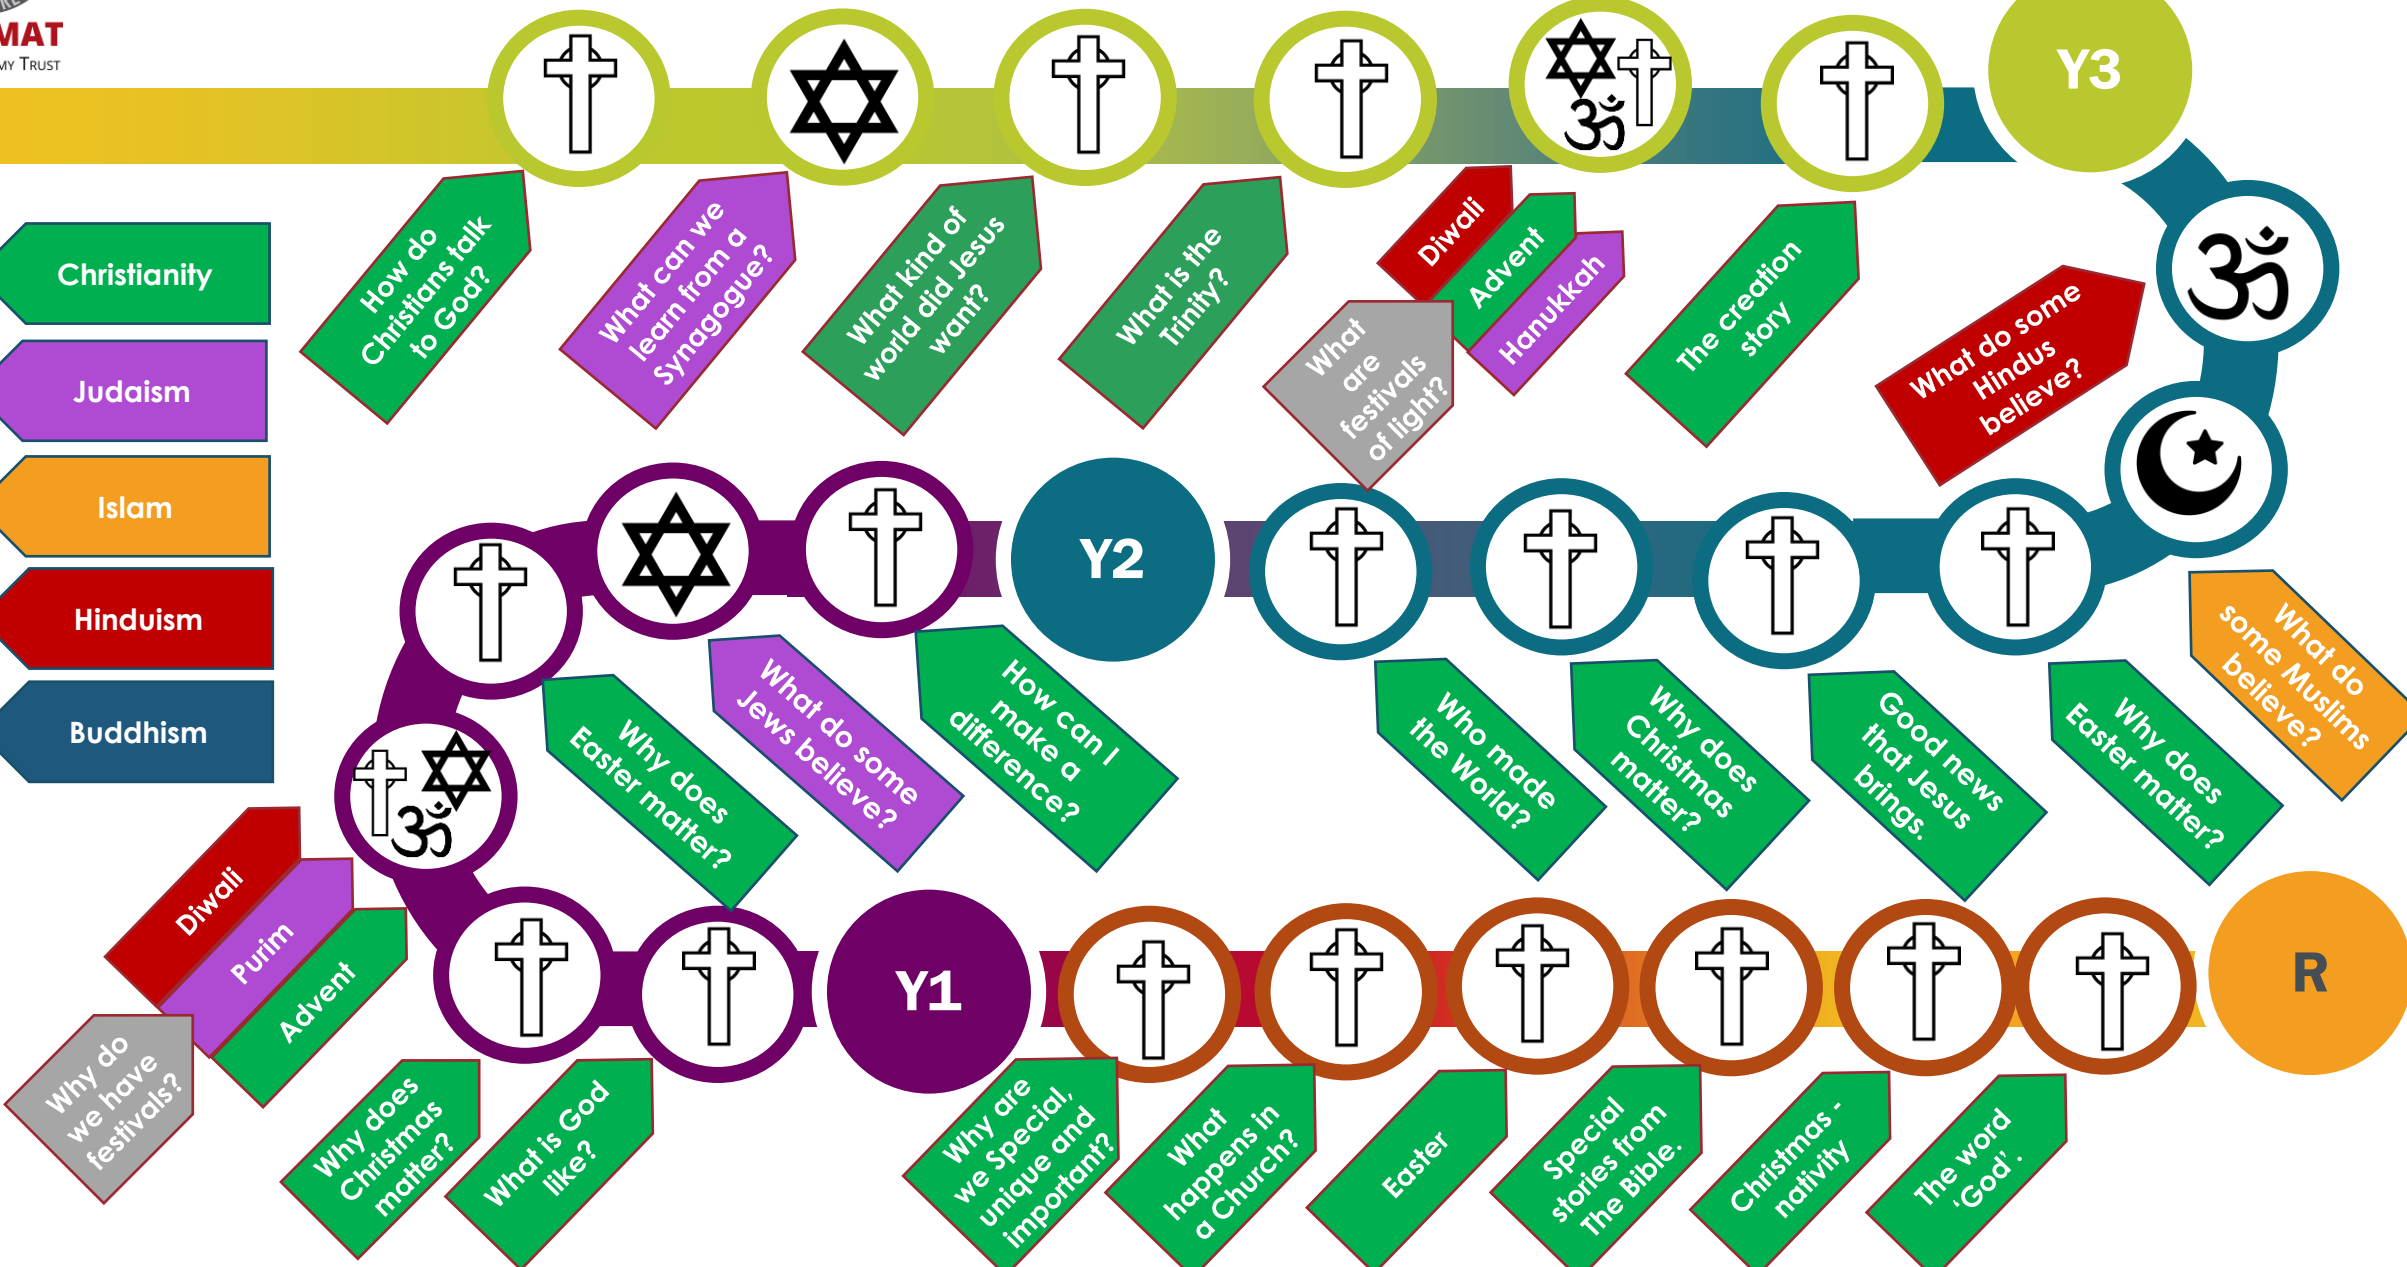 MAT
MY TRUST
Y3
How do
Christians talk
to God?
What can we
learn from a
Synagogue?
What kind of
world did Jesus
want?
What is the
Trinity?
Diwali
Advent
Hanukkah
What
are
festivals
of light?
The creation
story
What do some
Hindus
believe?
Christianity
Judaism
Islam
Hinduism
Buddhism
Y2
Why does
Easter matter?
What do some
Jews believe?
How can I
make a
difference?
Who made
the World?
Why does
Christmas
matter?
Good news
that Jesus
brings.
Why does
Easter matter?
What do
some Muslims
believe?
Diwali
Purim
Advent
Why do
we have
festivals?
Y1
R
Why does
Christmas
matter?
What is God
like?
Why are
we Special,
unique and
important?
What
happens in
a Church?
Easter
Special
stories from
The Bible.
Christmas -
nativity
The word
‘God’.